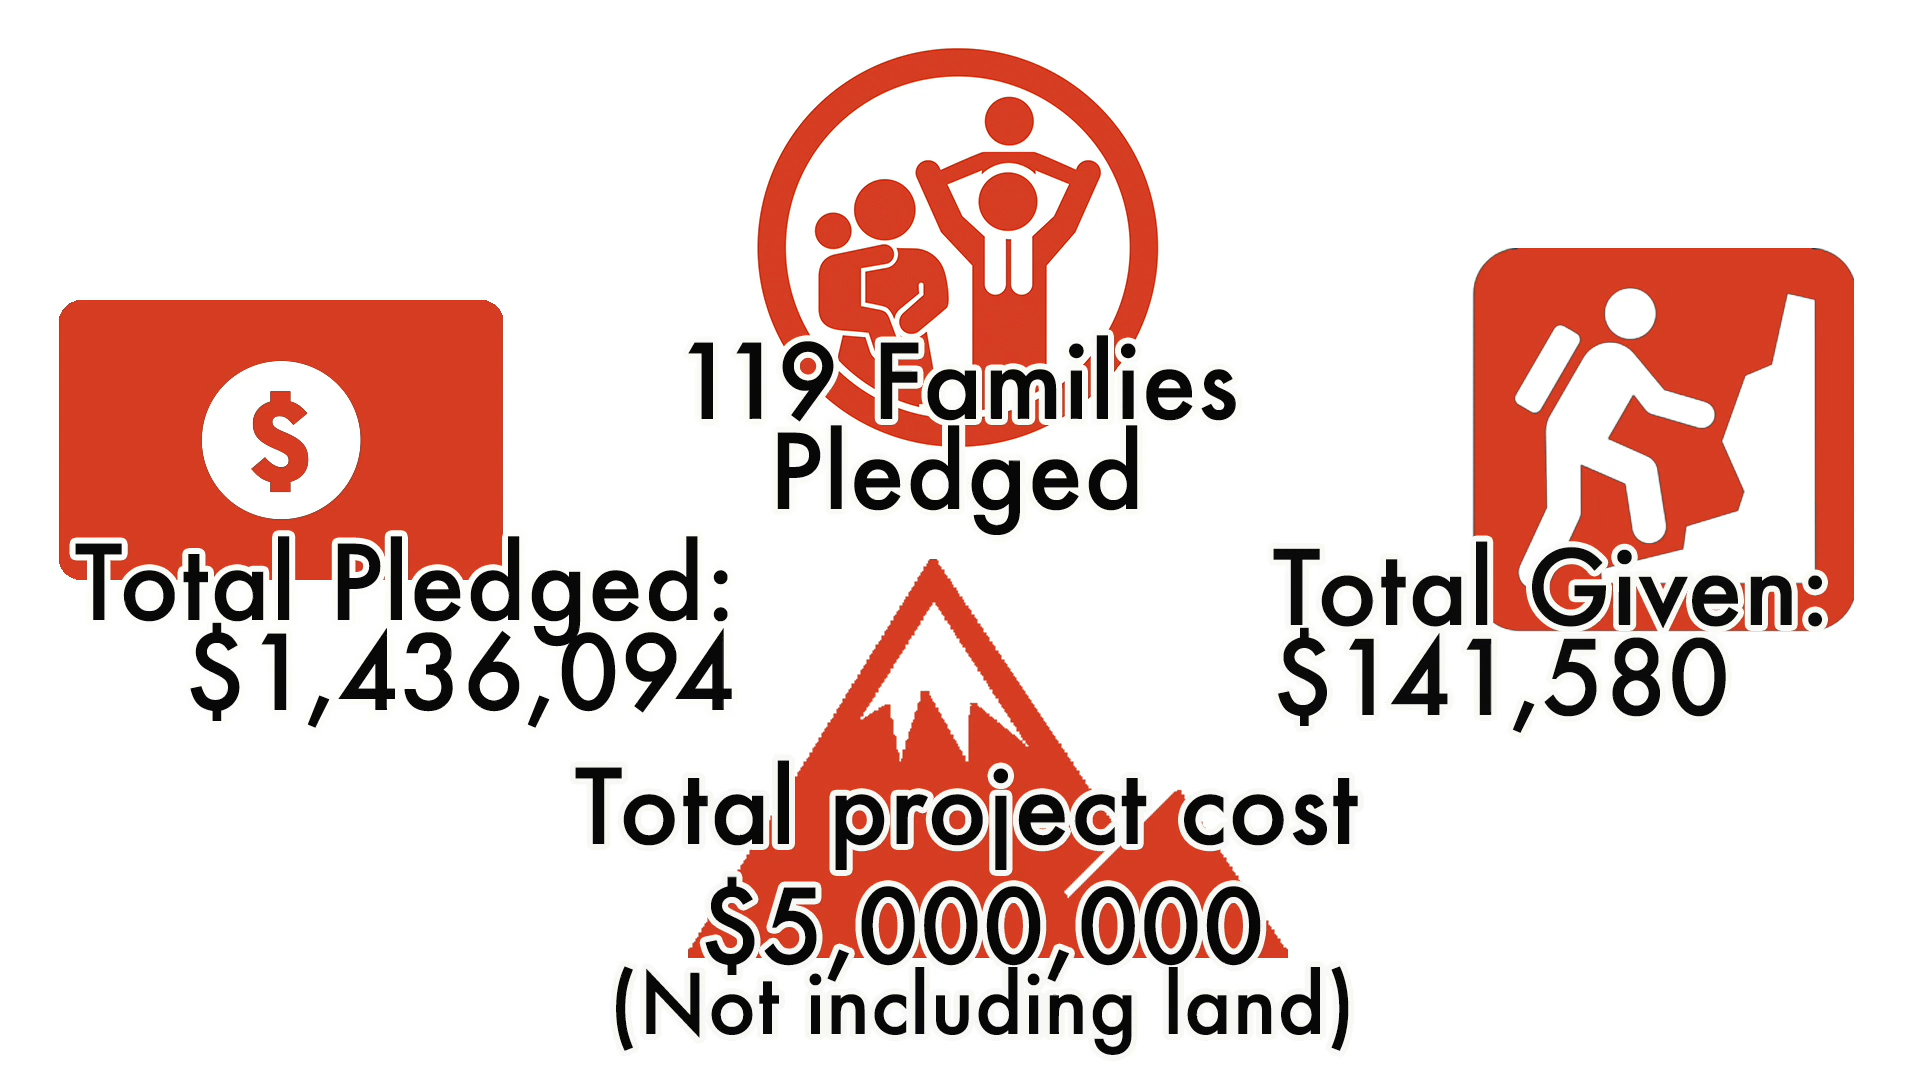 $
119 Families
Pledged
Total Pledged:
$1,436,094
Total Given:
$141,580
Total project cost
$5,000,000
(Not including land)